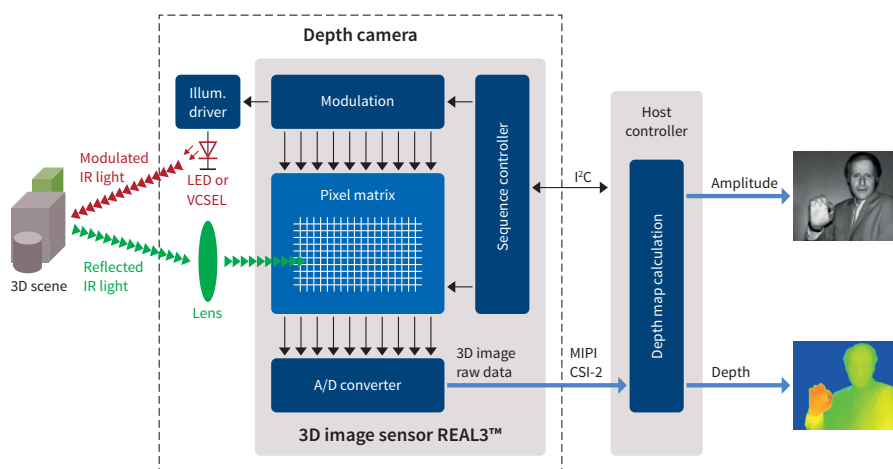 Depth camera
Illum.
driver
Modulation
Sequence controller
Host
controller
Modulated
IR light
LED or
VCSEL
Pixel matrix
I²C
Depth map calculation
Amplitude
3D scene
Reflected
IR light
Lens
A/D converter
3D image
raw data
MIPI
CSI-2
Depth
3D image sensor REAL3™